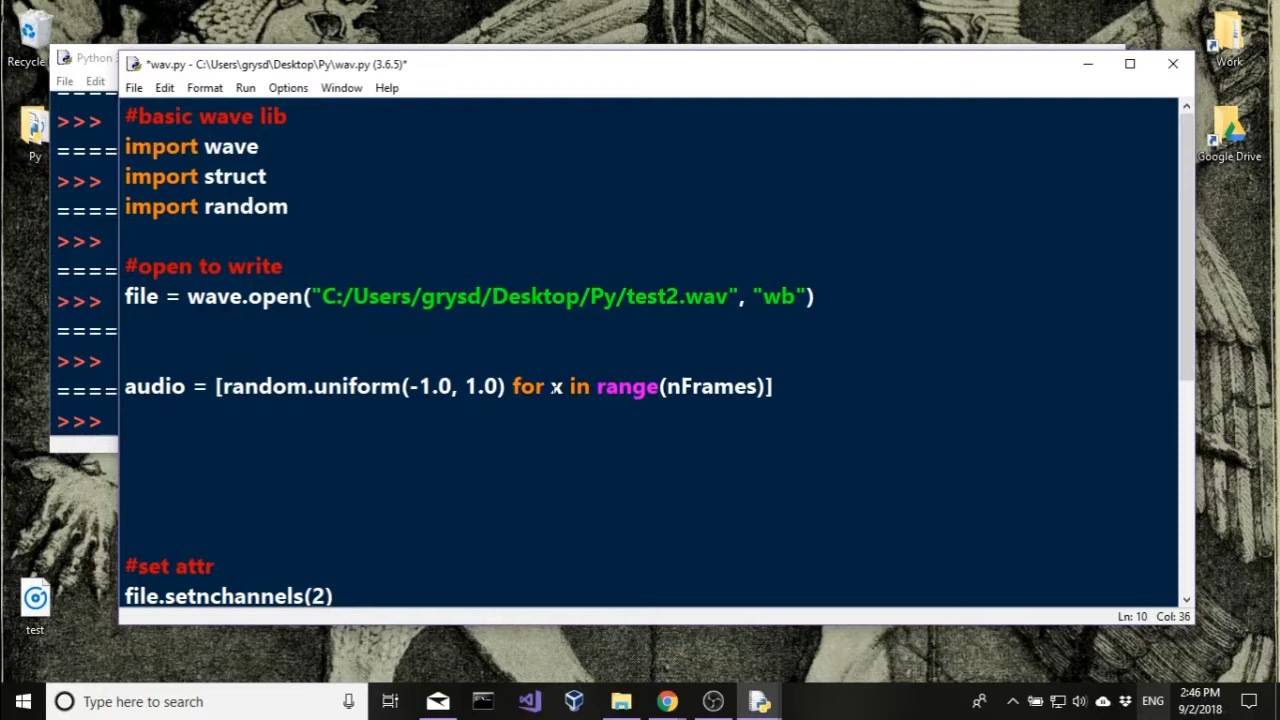 Recycle
Py
test
Work
Google Drive
Python
File Edit
====
>>>
====
>>>
====
>>>
====
>>>
====
>>>
====
>>>
*wav.py - C:\Users\grysd\Desktop\Py\wav.py (3.6.5)*
File Edit Format Run Options Window Help
#basic wave lib
import wave
import struct
import random
#open to write
file = wave.open("C:/Users/grysd/Desktop/Py/test2.wav", "wb")
audio = [random.uniform(-1.0, 1.0) for x in range(nFrames)]
#set attr
file.setnchannels(2)
Ln: 10 Col: 36
Type here to search
ENG
2:46 PM
9/2/2018